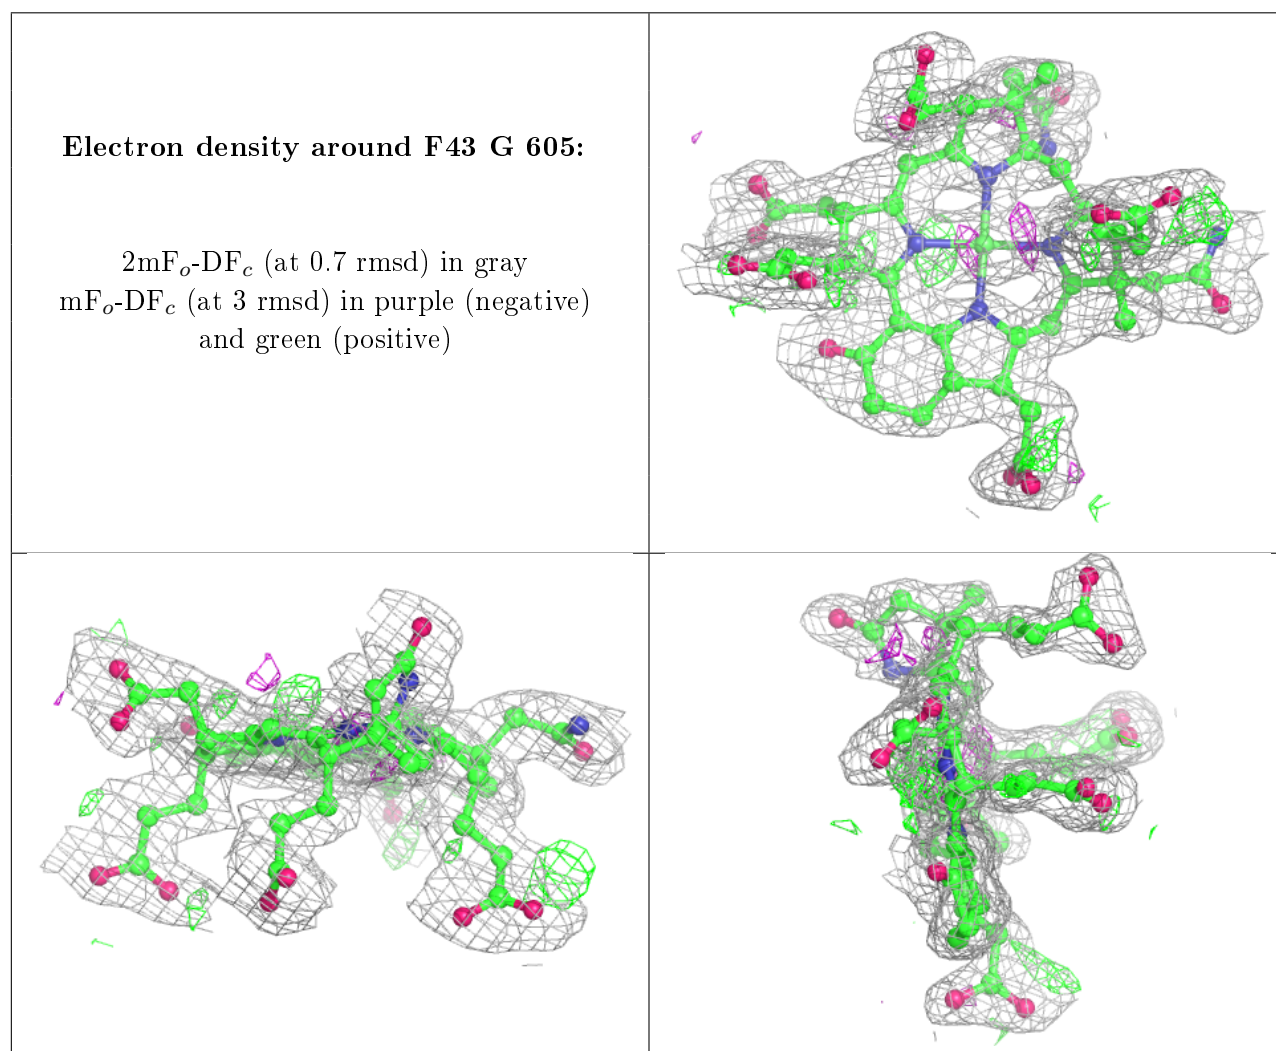 Electron density around F43 G 605:
2mFo-DFc (at 0.7 rmsd) in gray
mFo-DFc (at 3 rmsd) in purple (negative)
and green (positive)